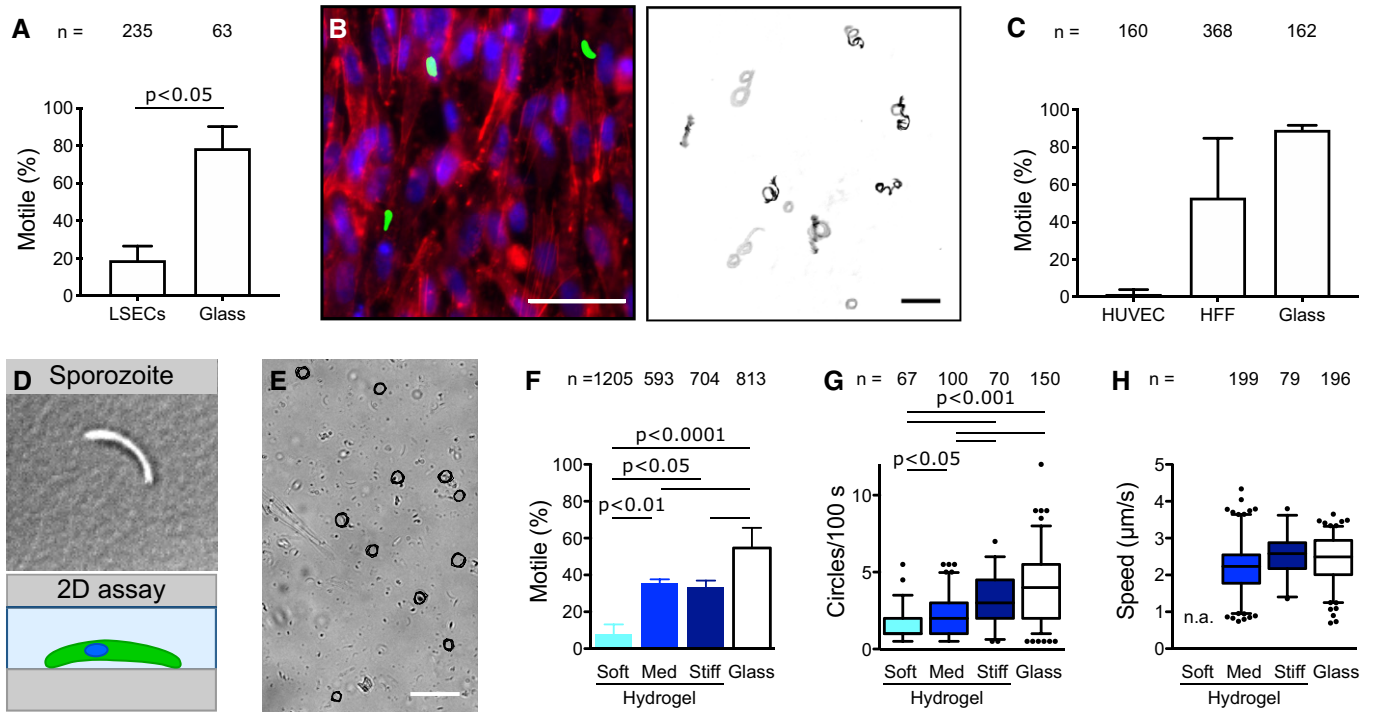 A
n = 235 63
p<0.05
Motile (%)
100
80
60
40
20
0
LSECs Glass
B
C
n = 160 368 162
Motile (%)
100
80
60
40
20
0
HUVEC HFF Glass
D Sporozoite
2D assay
E
F
n =1205 593 704 813
p<0.0001
p<0.05
p<0.01
Motile (%)
100
80
60
40
20
0
Soft Med Stiff Glass
Hydrogel
G
n = 67 100 70 150
p<0.001
p<0.05
Circles/100 s
10
5
0
Soft Med Stiff Glass
Hydrogel
H
n = 199 79 196
Speed (µm/s)
5
4
3
2
1
0
n.a.
Soft Med Stiff Glass
Hydrogel